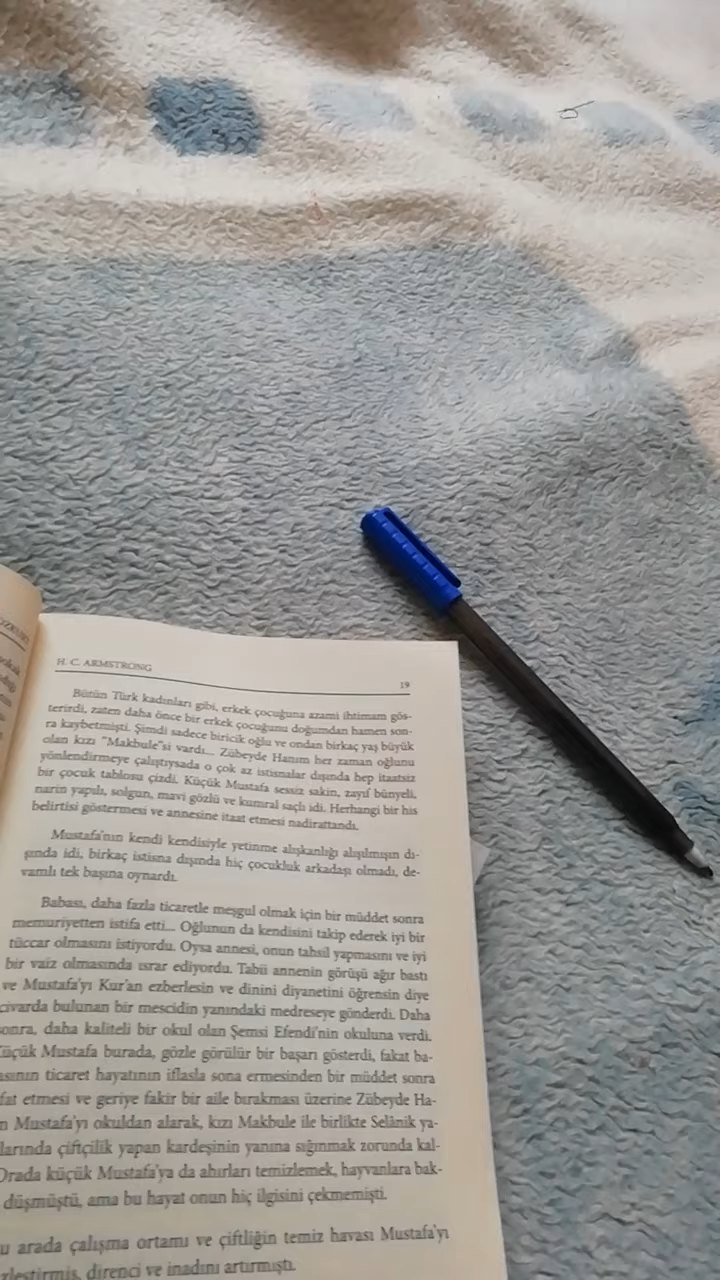 H. C. ARMSTRONG
19
Bütün Türk kadınları gibi, erkek çocuğuna azami ihtimam gös-
terirdi, zaten daha önce bir erkek çocuğunu doğumdan hemen son-
ra kaybetmişti. Şimdi sadece biricik oğlu ve ondan birkaç yaş büyük
olan kızı "Makbule"si vardı... Zübeyde Hanım her zaman oğlunu
yönlendirmeye çalıştıysada o çok az istisnalar dışında hep itaatsiz
bir çocuk tablosu çizdi. Küçük Mustafa sessiz sakin, zayıf bünyeli,
narin yapılı, solgun, mavi gözlü ve kumral saçlı idi. Herhangi bir his
belirtisi göstermesi ve annesine itaat etmesi nadirattandı.
Mustafa'nın kendi kendisiyle yetinme alışkanlığı alışılmışın dı-
şında idi, birkaç istisna dışında hiç çocukluk arkadaşı olmadı, de-
vamlı tek başına oynardı.
Babası, daha fazla ticaretle meşgul olmak için bir müddet sonra
memuriyetten istifa etti... Oğlunun da kendisini takip ederek iyi bir
tüccar olmasını istiyordu. Oysa annesi, onun tahsil yapmasını ve iyi
bir vaiz olmasında ısrar ediyordu. Tabii annenin görüşü ağır bastı
ve Mustafa'yı Kur'an ezberlesin ve dinini diyanetini öğrensin diye
civarda bulunan bir mescidin yanındaki medreseye gönderdi. Daha
sonra, daha kaliteli bir okul olan Şemsi Efendi'nin okuluna verdi.
Küçük Mustafa burada, gözle görülür bir başarı gösterdi, fakat ba-
asının ticaret hayatının iflasla sona ermesinden bir müddet sonra
fat etmesi ve geriye fakir bir aile bırakması üzerine Zübeyde Ha-
n Mustafa'yı okuldan alarak, kızı Makbule ile birlikte Selânik ya-
larında çiftçilik yapan kardeşinin yanına sığınmak zorunda kal-
Orada küçük Mustafa'ya da ahırları temizlemek, hayvanlara bak-
düşmüştü, ama bu hayat onun hiç ilgisini çekmemişti.
u arada çalışma ortamı ve çiftliğin temiz havası Mustafa'yı
zleştirmiş, direnci ve inadını artırmıştı.